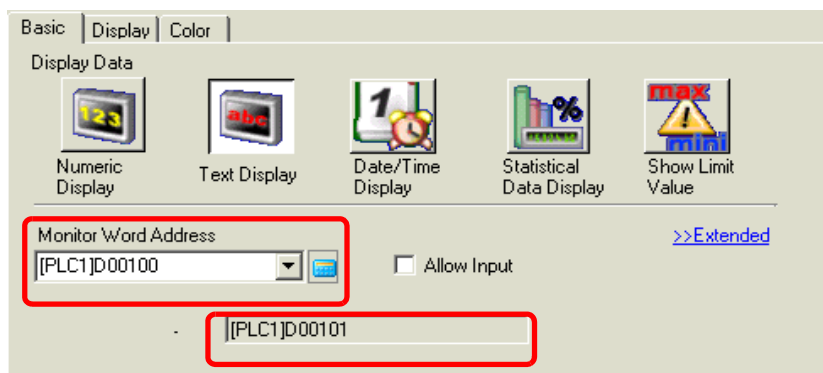 Basic Display Color
Display Data
123 abc 1 % max
mini
Numeric Display Text Display Date/Time Display Statistical Data Display Show Limit Value
Monitor Word Address >>Extended
[PLC1]D00100 Allow Input
- [PLC1]D00101